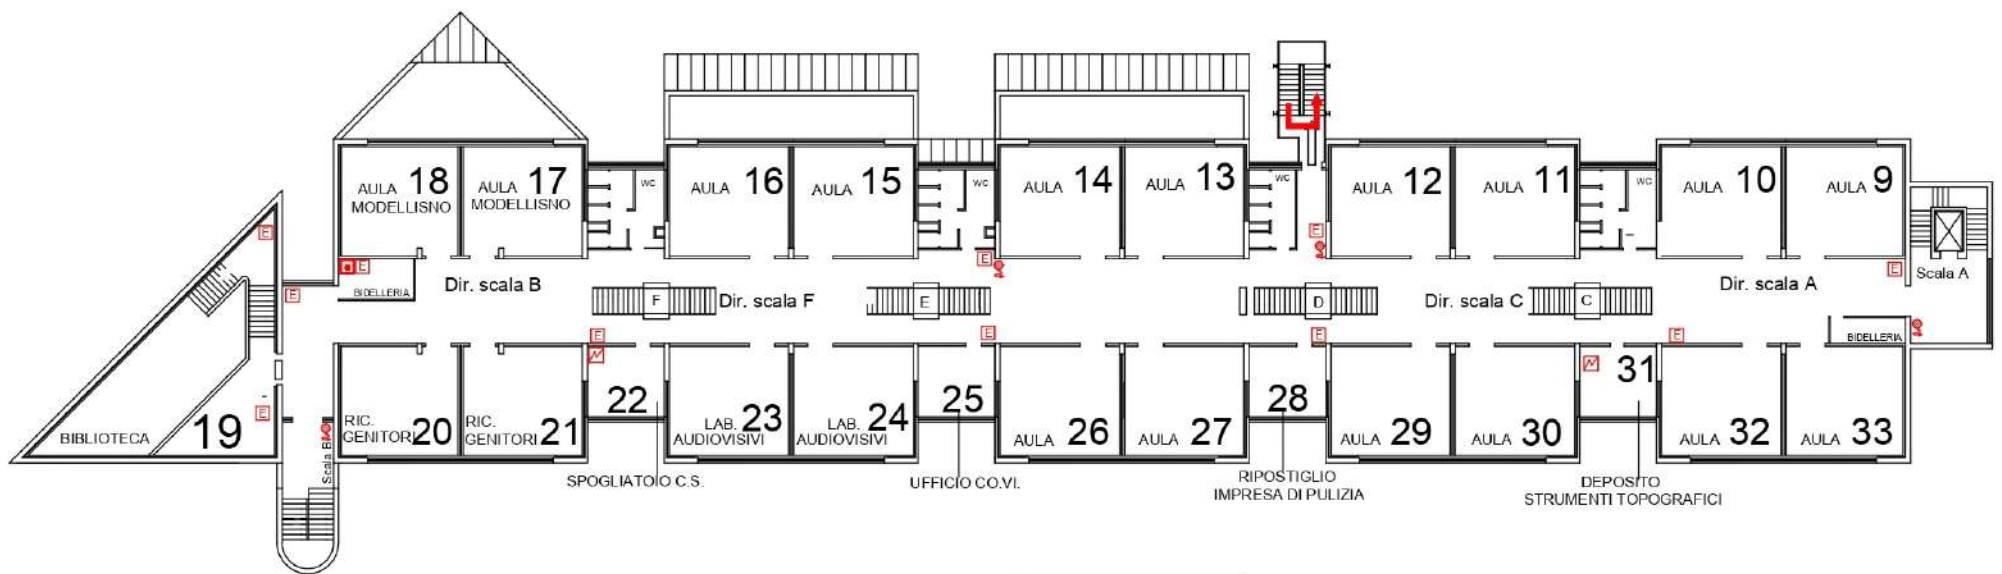 AULA 18
MODELLISNO
AULA 17
MODELLISNO
WC
AULA 16
AULA 15
WC
AULA 14
AULA 13
WC
AULA 12
AULA 11
WC
AULA 10
AULA 9
E
E
E
E
E
E
E
BIDELLERIA
Dir. scala B
F
Dir. scala F
E
D
Dir. scala C
C
Dir. scala A
Scala A
E
E
E
E
BIDELLERIA
BIBLIOTECA
19
E
Scala B
RIC.
GENITORI 20
RIC.
GENITORI 21
22
LAB. 23
AUDIOVISIVI
LAB. 24
AUDIOVISIVI
25
AULA 26
AULA 27
28
AULA 29
AULA 30
31
AULA 32
AULA 33
SPOGLIATOIO C.S.
UFFICIO CO.VI.
RIPOSTIGLIO
IMPRESA DI PULIZIA
DEPOSITO
STRUMENTI TOPOGRAFICI